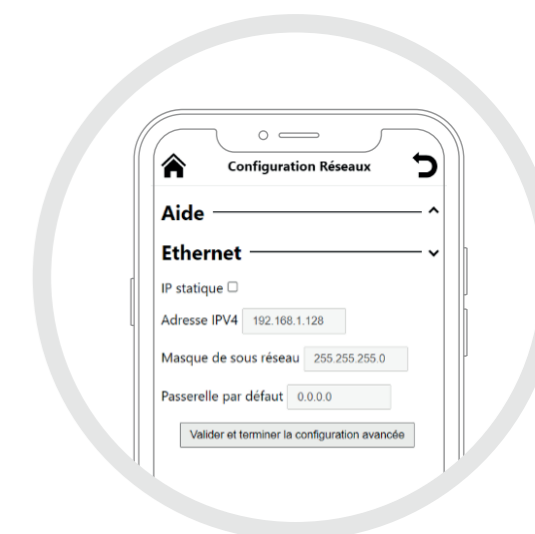 Configuration Réseaux
Aide
Ethernet
IP statique
Adresse IPV4 192.168.1.128
Masque de sous réseau 255.255.255.0
Passerelle par défaut 0.0.0.0
Valider et terminer la configuration avancée